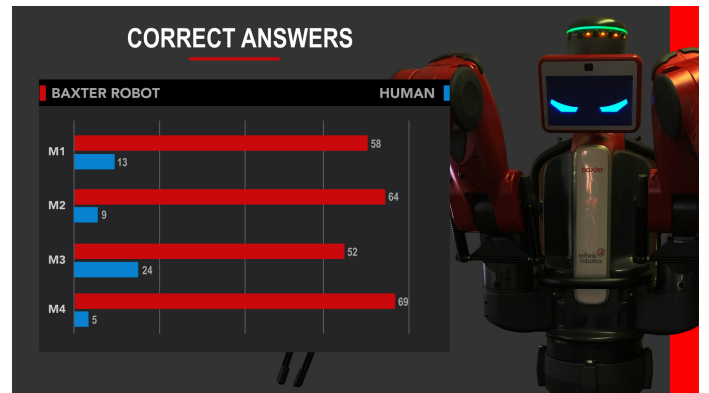 CORRECT ANSWERS
BAXTER ROBOT
HUMAN
M1
58
13
M2
64
9
M3
52
24
M4
69
5
baxter
rethink
robotics